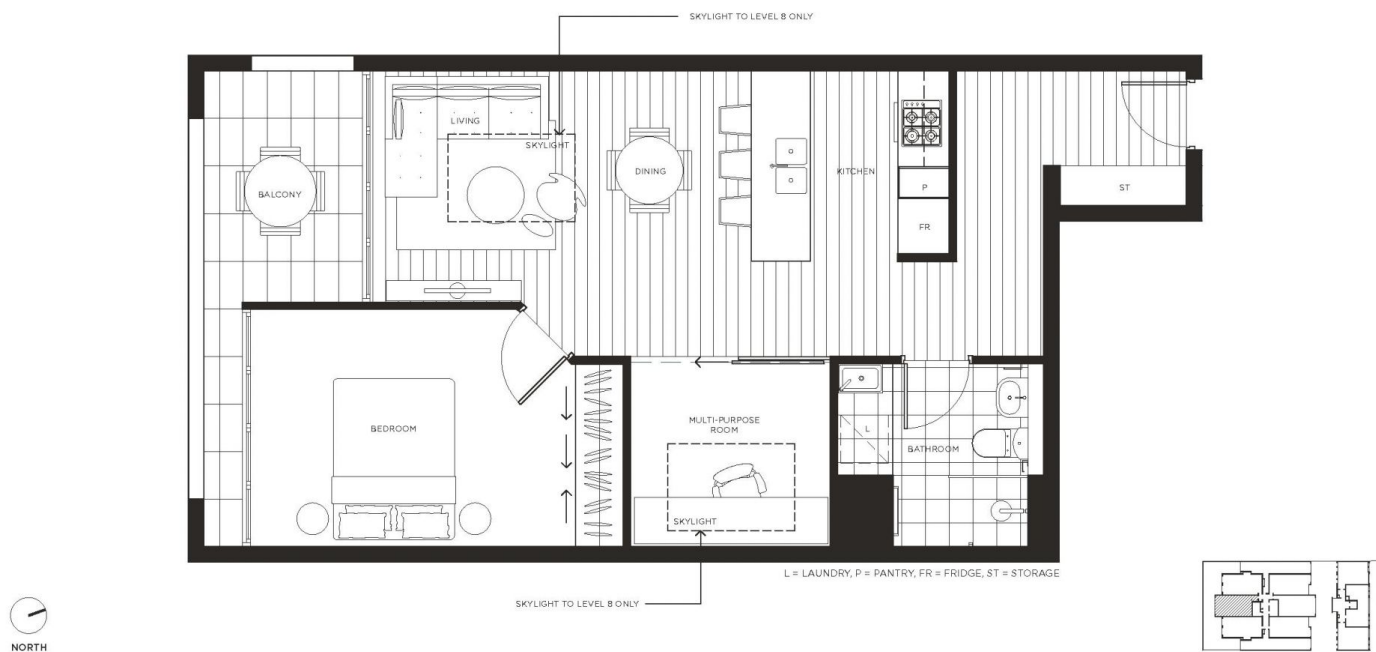 SKYLIGHT TO LEVEL 8 ONLY
LIVING
SKYLIGHT
BALCONY
DINING
KITCHEN
P
FR
ST
BEDROOM
MULTI-PURPOSE
ROOM
L
BATHROOM
SKYLIGHT
L = LAUNDRY, P = PANTRY, FR = FRIDGE, ST = STORAGE
SKYLIGHT TO LEVEL 8 ONLY
NORTH